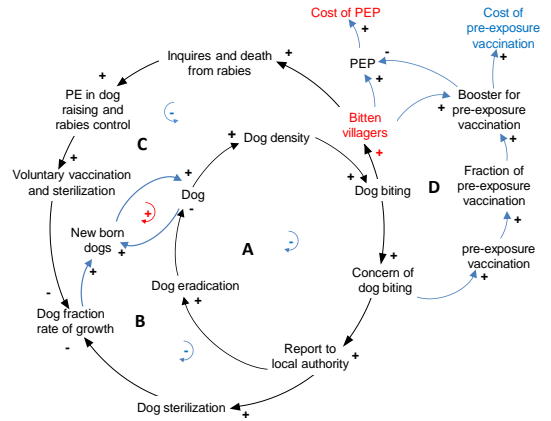 Cost of PEP
Cost of
pre-exposure
vaccination
+
+
Inquires and death
from rabies
+
PEP
-
+
PE in dog
raising and
rabies control
+
-
C
Bitten
villagers
+
+
+
Booster for
pre-exposure
vaccination
+
Dog density
+
Voluntary vaccination
and sterilization
+
+
Dog
-
+
Dog biting
D
Fraction of
pre-exposure
vaccination
+
+
New born
dogs
+
+
A
-
pre-exposure
vaccination
+
Concern of
dog biting
+
Dog eradication
+
-
Dog fraction
rate of growth
-
B
-
Report to
local authority
+
Dog sterilization
+